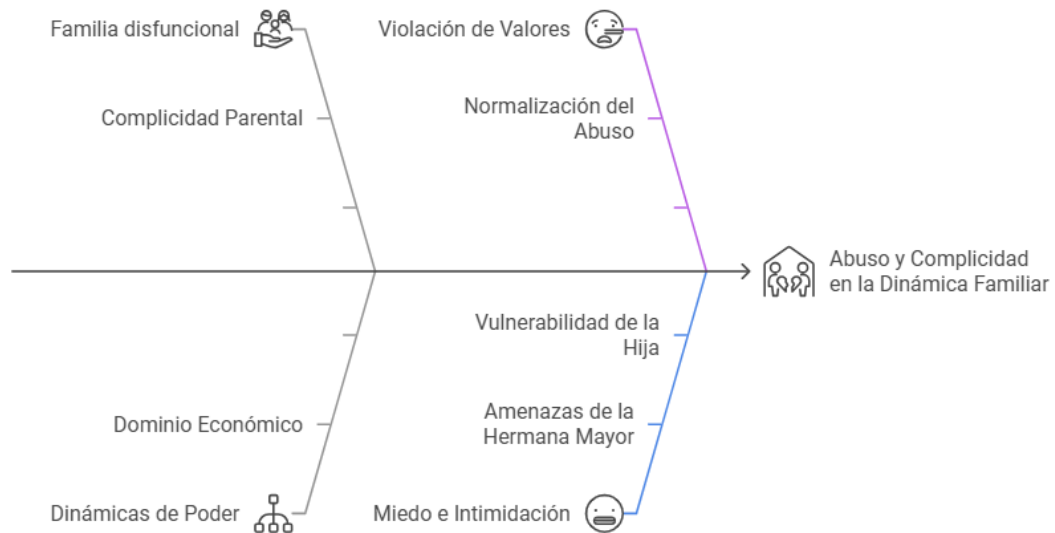 Familia disfuncional
Complicidad Parental
Violación de Valores
Normalización del
Abuso
Abuso y Complicidad
en la Dinámica Familiar
Vulnerabilidad de la
Hija
Dominio Económico
Amenazas de la
Hermana Mayor
Dinámicas de Poder
Miedo e Intimidación